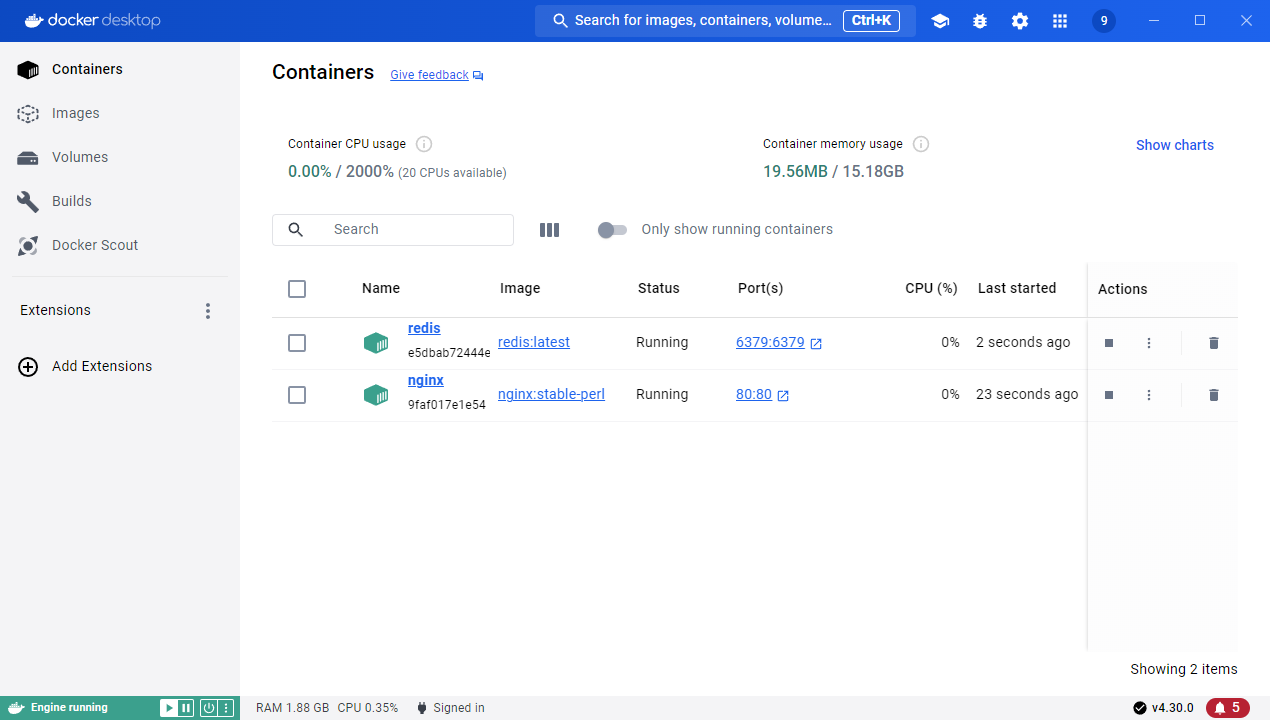 docker desktop
Search for images, containers, volume... Ctrl+K
9
Containers
Images
Volumes
Builds
Docker Scout
Extensions
Add Extensions
Containers Give feedback
Container CPU usage
0.00% / 2000% (20 CPUs available)
Container memory usage
19.56MB / 15.18GB
Show charts
Search
Only show running containers
Name Image Status Port(s) CPU (%) Last started Actions
redis
e5dbab72444e
redis:latest Running 6379:6379 0% 2 seconds ago
nginx
9faf017e1e54
nginx:stable-perl Running 80:80 0% 23 seconds ago
Showing 2 items
Engine running
RAM 1.88 GB CPU 0.35% Signed in
v4.30.0
5